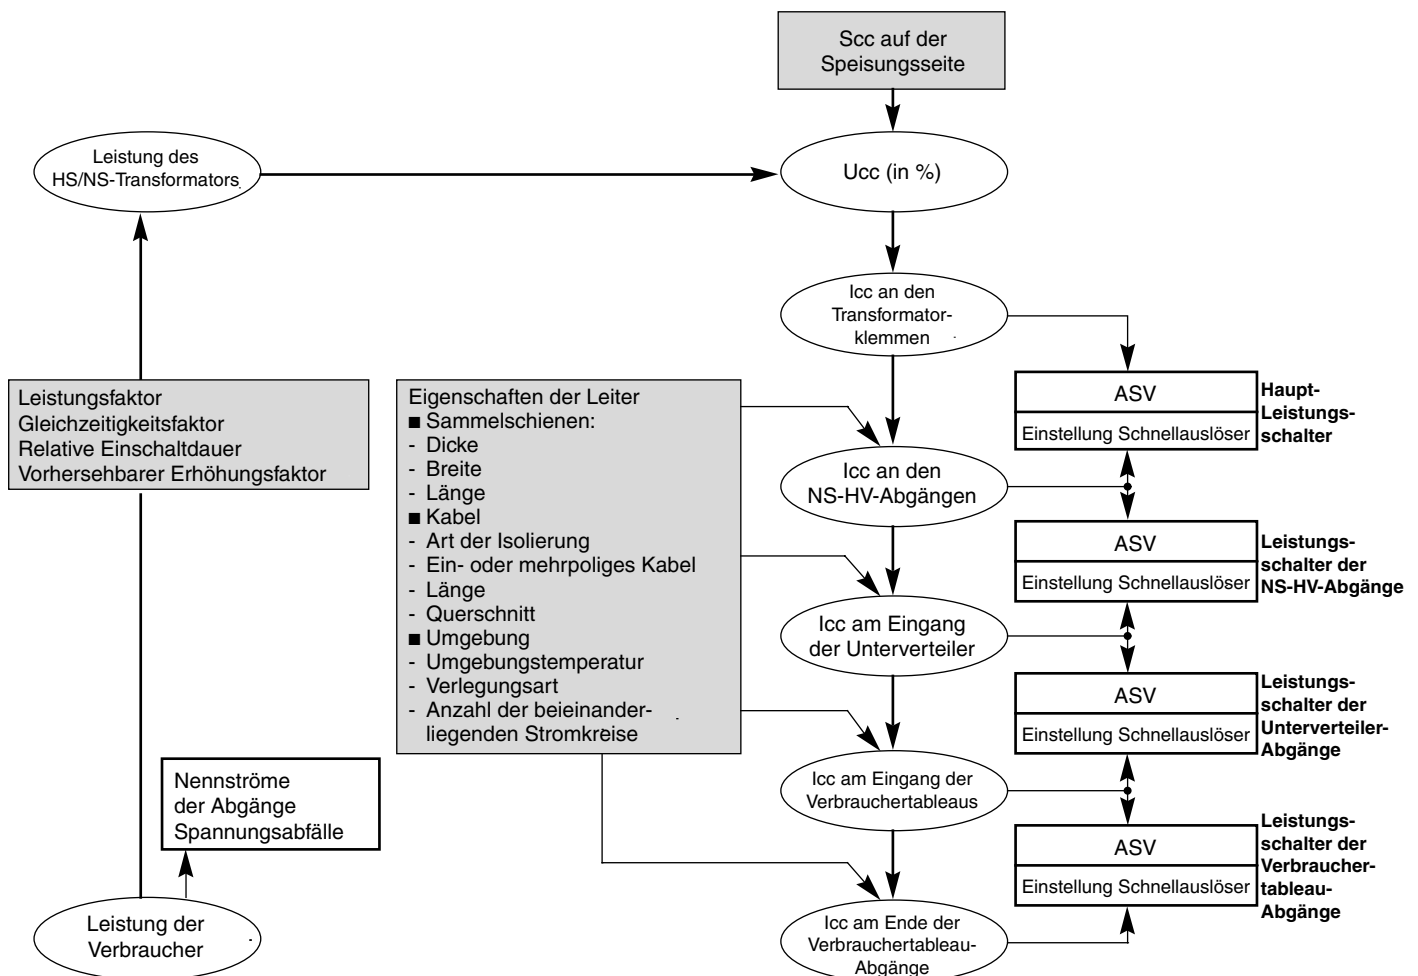 Scc auf der
Speisungsseite
Leistung des
HS/NS-Transformators
Ucc (in %)
Icc an den
Transformator-
klemmen
Leistungsfaktor
Gleichzeitigkeitsfaktor
Relative Einschaltdauer
Vorhersehbarer Erhöhungsfaktor
Eigenschaften der Leiter
■ Sammelschienen:
- Dicke
- Breite
- Länge
■ Kabel
- Art der Isolierung
- Ein- oder mehrpoliges Kabel
- Länge
- Querschnitt
■ Umgebung
- Umgebungstemperatur
- Verlegungsart
- Anzahl der beieinander-
liegenden Stromkreise
ASV
Einstellung Schnellauslöser
Haupt-
Leistungs-
schalter
Icc an den
NS-HV-Abgängen
ASV
Einstellung Schnellauslöser
Leistungs-
schalter der
NS-HV-Abgänge
Icc am Eingang
der Unterverteiler
ASV
Einstellung Schnellauslöser
Leistungs-
schalter der
Unterverteiler-
Abgänge
Nennströme
der Abgänge
Spannungsabfälle
Icc am Eingang der
Verbrauchertableaus
ASV
Einstellung Schnellauslöser
Leistungs-
schalter der
Verbraucher-
tableau-
Abgänge
Leistung der
Verbraucher
Icc am Ende der
Verbrauchertableau-
Abgänge